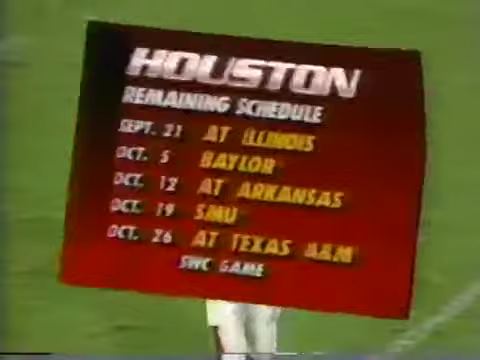 HOUSTON
REMAINING SCHEDULE
SEPT. 21 AT ILLINOIS
OCT. 5 BAYLOR
OCT. 12 AT ARKANSAS
OCT. 19 SMU
OCT. 26 AT TEXAS A&M
SWC GAME